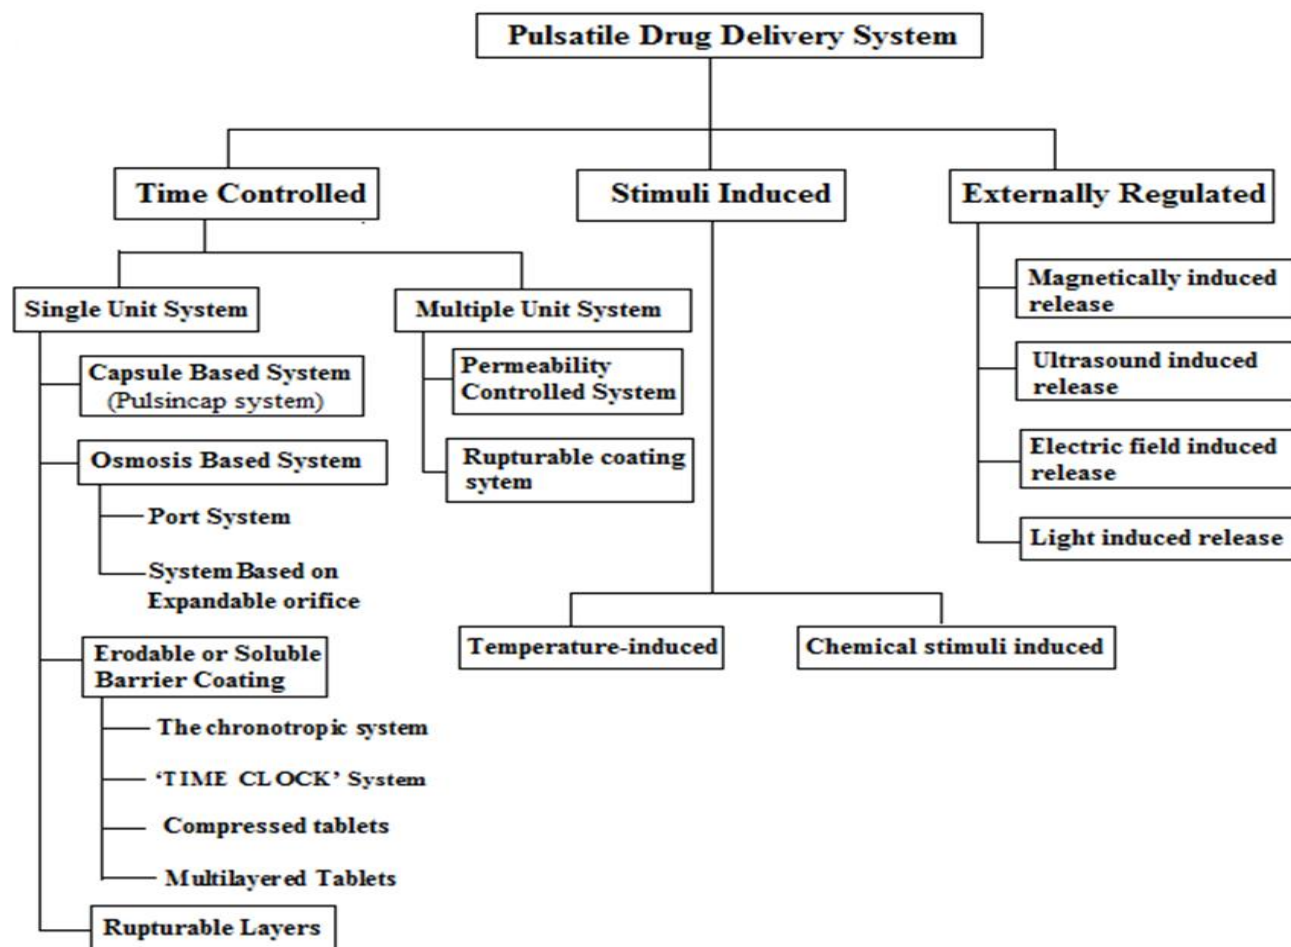 Pulsatile Drug Delivery System
Time Controlled
Stimuli Induced
Externally Regulated
Single Unit System
Multiple Unit System
Capsule Based System
(Pulsincap system)
Osmosis Based System
Port System
System Based on
Expandable orifice
Erodable or Soluble
Barrier Coating
The chronotropic system
‘TIME CLOCK’ System
Compressed tablets
Multilayered Tablets
Rupturable Layers
Permeability
Controlled System
Rupturable coating
sytem
Temperature-induced
Chemical stimuli induced
Magnetically induced
release
Ultrasound induced
release
Electric field induced
release
Light induced release